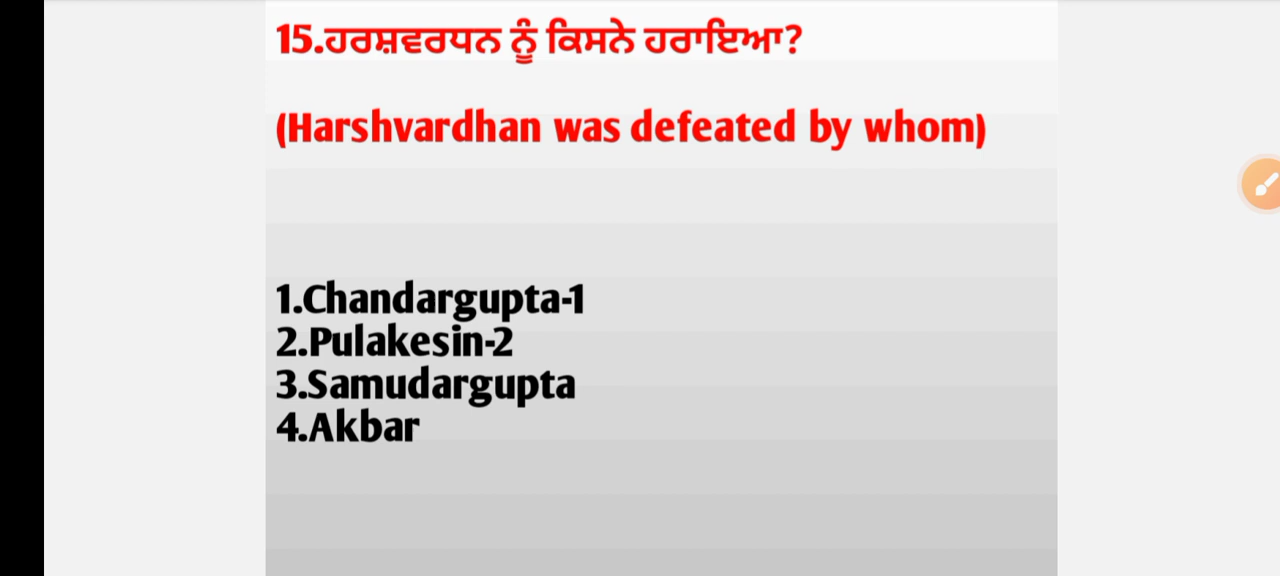 15.ਹਰਸ਼ਵਰਧਨ ਨੂੰ ਕਿਸਨੇ ਹਰਾਇਆ?
(Harshvardhan was defeated by whom)
1.Chandargupta-1
2.Pulakesin-2
3.Samudargupta
4.Akbar